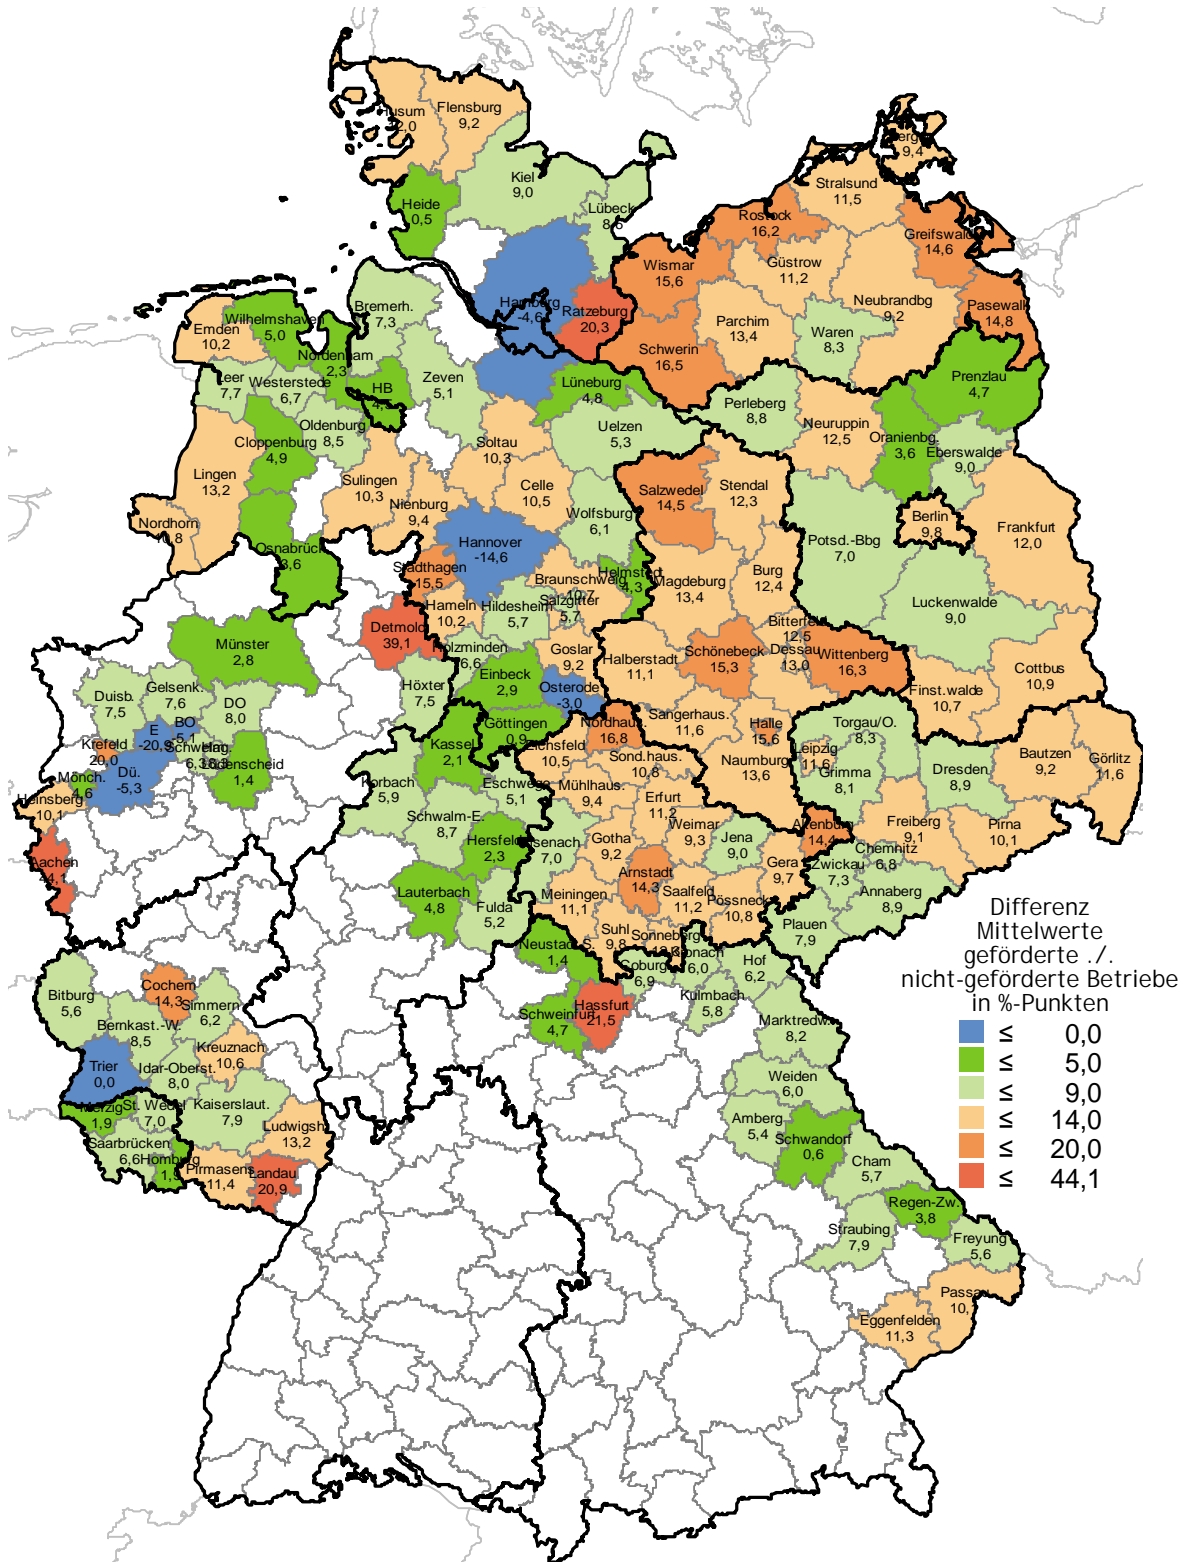 Husum
Flensburg
9,2
Kiel
9,0
Heide
0,5
Lübeck
9,4
Stralsund
11,5
Rostock
16,2
Greifswald
14,6
Wismar
15,6
Güstrow
11,2
Neubrandbg
9,2
Pasewalk
14,8
Hamburg
-4,6
Ratzeburg
20,3
Parchim
13,4
Waren
8,3
Schwerin
16,5
Bremerh.
7,3
Wilhelmshaven
5,0
Emden
10,2
Nordenham
2,3
Leer
7,7
Westerstede
6,7
HB
Zeven
5,1
Lüneburg
4,8
Prenzlau
4,7
Perleberg
8,8
Neuruppin
12,5
Oranienbg.
3,6
Eberswalde
9,0
Uelzen
5,3
Oldenburg
8,5
Cloppenburg
4,9
Soltau
10,3
Lingen
13,2
Sulingen
10,3
Nienburg
9,4
Celle
10,5
Salzwedel
14,5
Stendal
12,3
Wolfsburg
6,1
Berlin
9,8
Frankfurt
12,0
Nordhorn
10,8
Osnabrück
3,6
Hannover
-14,6
Potsd.-Bbg
7,0
Stadthagen
15,5
Braunschweig
10,7
Helmstedt
4,3
Magdeburg
13,4
Burg
12,4
Luckenwalde
9,0
Hameln
10,2
Hildesheim
5,7
Salzgitter
5,7
Detmold
39,1
Holzminden
6,6
Goslar
9,2
Halberstadt
11,1
Schönebeck
15,3
Bitterfeld
12,5
Dessau
13,0
Wittenberg
16,3
Cottbus
10,9
Finst.walde
10,7
Münster
2,8
Höxter
7,5
Einbeck
2,9
Osterode
-3,0
Duisb.
7,5
Gelsenk.
7,6
DO
8,0
BO
-5,1
E
-20,9
Göttingen
0,9
Nordhaus.
16,8
Sangerhaus.
11,6
Halle
15,6
Torgau/O.
8,3
Krefeld
20,0
Schwelm
6,3
Hag.
Lüdenscheid
1,4
Mönch.
4,6
Dü.
-5,3
Kassel
2,1
Eichsfeld
10,5
Sond.haus.
10,8
Naumburg
13,6
Leipzig
11,6
Grimma
8,1
Dresden
8,9
Bautzen
9,2
Görlitz
11,6
Heinsberg
10,1
Korbach
5,9
Eschwege
5,1
Mühlhaus.
9,4
Erfurt
11,2
Aachen
44,1
Schwalm-E.
8,7
Hersfeld
2,3
Eisenach
7,0
Gotha
9,2
Weimar
9,3
Jena
9,0
Gera
9,7
Altenburg
14,4
Freiberg
9,1
Pirna
10,1
Chemnitz
6,8
Zwickau
7,3
Annaberg
8,9
Lauterbach
4,8
Fulda
5,2
Meiningen
11,1
Arnstadt
14,3
Saalfeld
11,2
Pössneck
10,8
Suhl
9,8
Sonneberg
Plauen
7,9
Neustadt
1,4
S.
Coburg
6,9
Kronach
6,0
Hof
6,2
Kulmbach
5,8
Schweinfurt
4,7
Hassfurt
21,5
Marktredw.
8,2
Bitburg
5,6
Cochem
14,3
Simmern
6,2
Bernkast.-W.
8,5
Kreuznach
10,6
Trier
0,0
Idar-Oberst.
8,0
Merzig
1,9
St. Wedel
7,0
Kaiserslaut.
7,9
Ludwigsh.
13,2
Saarbrücken
6,6
Homburg
Pirmasens
11,4
Landau
20,9
Weiden
6,0
Amberg
5,4
Schwandorf
0,6
Cham
5,7
Regen-Zw.
3,8
Straubing
7,9
Freyung
5,6
Passau
10,
Eggenfelden
11,3
Differenz
Mittelwerte
geförderte ./.
nicht-geförderte Betriebe
in %-Punkten
≤ 0,0
≤ 5,0
≤ 9,0
≤ 14,0
≤ 20,0
≤ 44,1